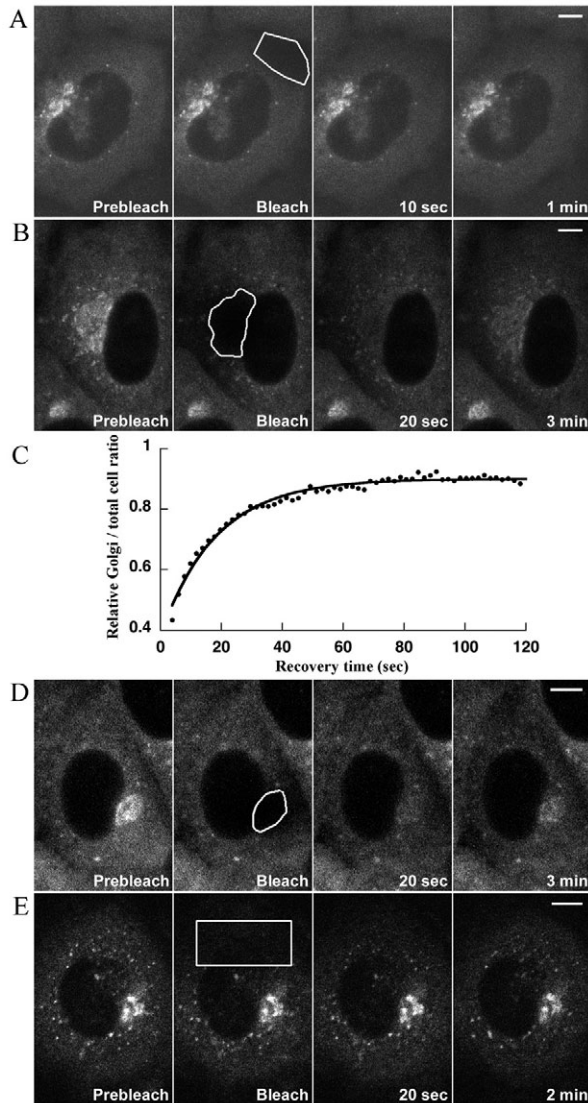 A
Prebleach Bleach 10 sec 1 min
B
Prebleach Bleach 20 sec 3 min
C
Relative Golgi / total cell ratio
1
0.8
0.6
0.4
0 20 40 60 80 100 120
Recovery time (sec)
D
Prebleach Bleach 20 sec 3 min
E
Prebleach Bleach 20 sec 2 min